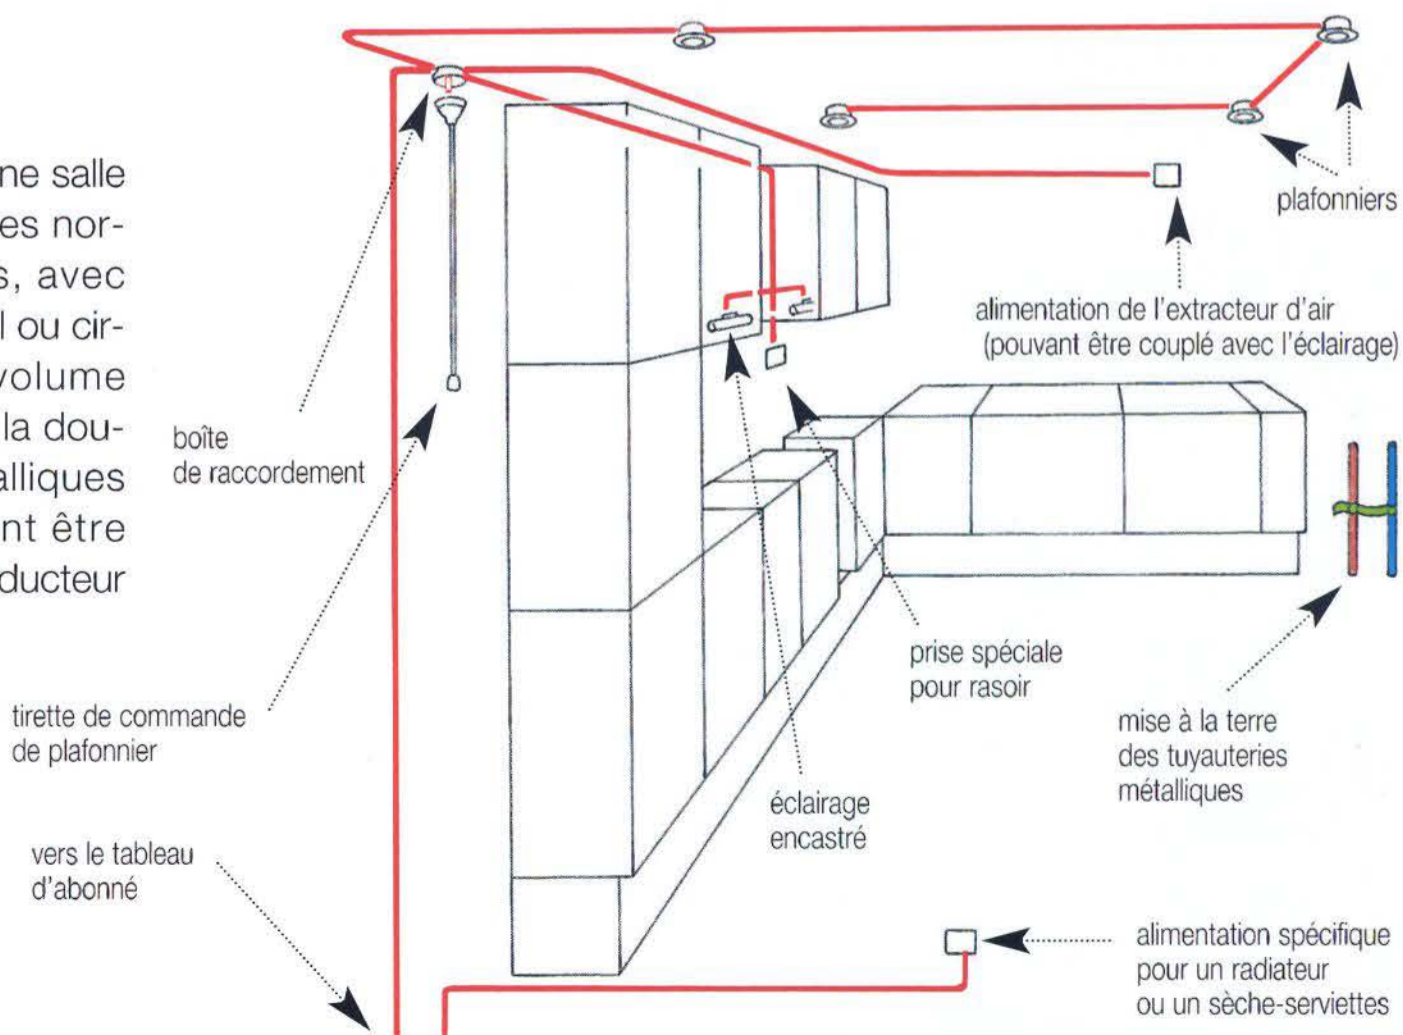 ne salle
es nor-
s, avec
l ou cir-
volume
la dou-
alliques
nt être
ducteur
plafonniers
alimentation de l'extracteur d'air
(pouvant être couplé avec l'éclairage)
boîte
de raccordement
prise spéciale
pour rasoir
tirette de commande
de plafonnier
mise à la terre
des tuyauteries
métalliques
éclairage
encastré
vers le tableau
d'abonné
alimentation spécifique
pour un radiateur
ou un sèche-serviettes